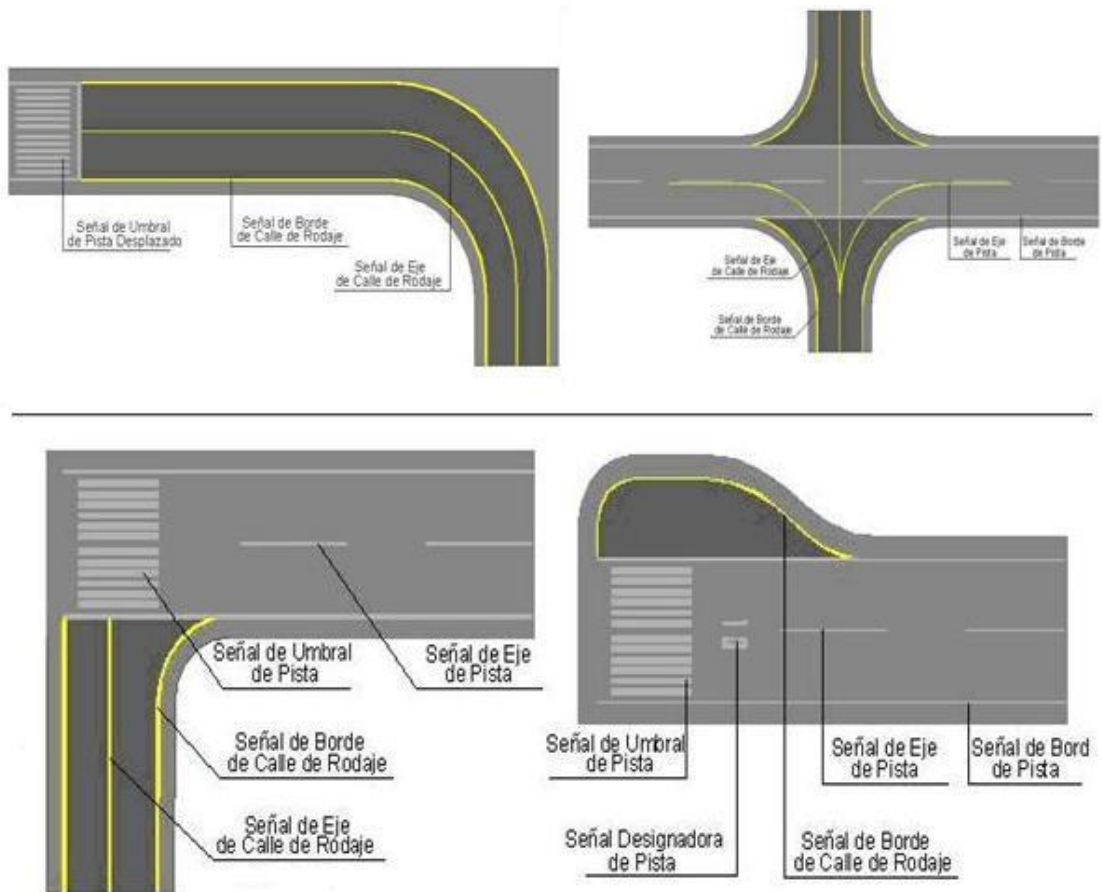 Señal de Umbral
de Pista Desplazado
Señal de Borde
de Calle de Rodaje
Señal de Eje
de Calle de Rodaje
Señal de Eje
de Calle de Rodaje
Señal de Eje
de Pista
Señal de Borde
de Pista
Señal de Borde
de Calle de Rodaje
Señal de Umbral
de Pista
Señal de Eje
de Pista
Señal de Borde
de Calle de Rodaje
Señal de Eje
de Calle de Rodaje
Señal de Umbral
de Pista
Señal de Eje
de Pista
Señal de Bord
de Pista
Señal Designadora
de Pista
Señal de Borde
de Calle de Rodaje